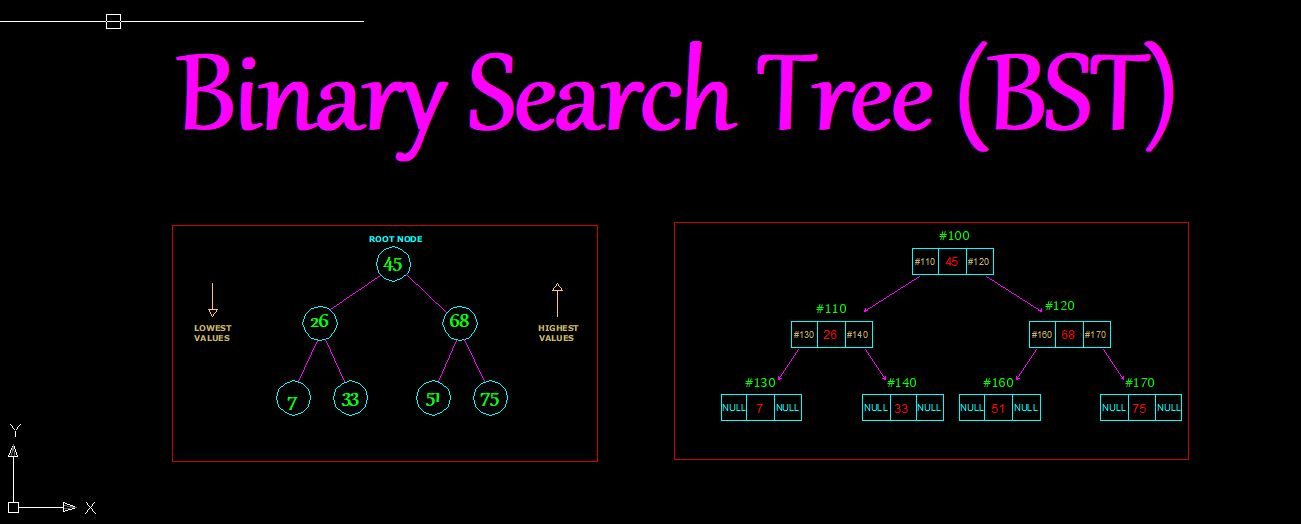 Binary Search Tree (BST)
ROOT NODE
45
26 68
7 33 51 75
LOWEST
VALUES
HIGHEST
VALUES
#100
#110 45 #120
#110 #120
#130 26 #140 #160 68 #170
#130 #140 #160 #170
NULL 7 NULL NULL 33 NULL NULL 51 NULL NULL 75 NULL
Y
X